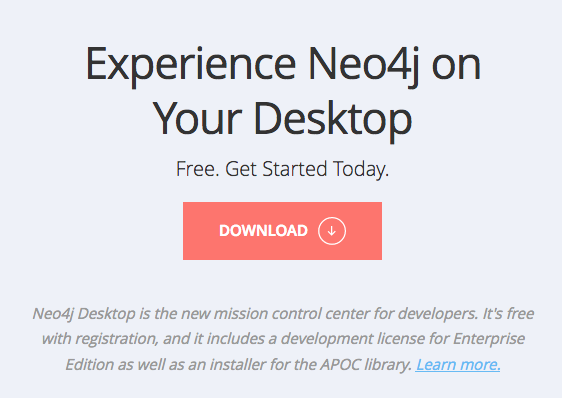 Experience Neo4j on
Your Desktop
Free. Get Started Today.
DOWNLOAD
Neo4j Desktop is the new mission control center for developers. It's free
with registration, and it includes a development license for Enterprise
Edition as well as an installer for the APOC library. Learn more.